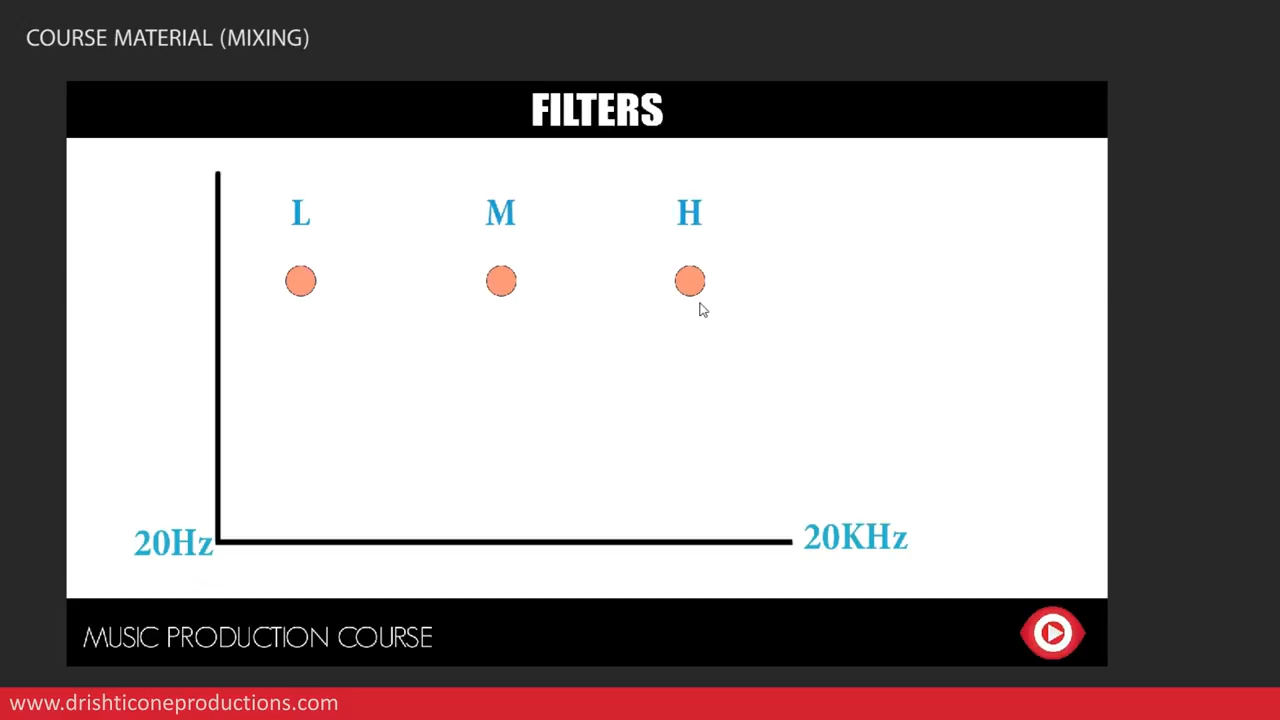 COURSE MATERIAL (MIXING)
FILTERS
L M H
20Hz 20KHz
MUSIC PRODUCTION COURSE
www.drishticoneproductions.com